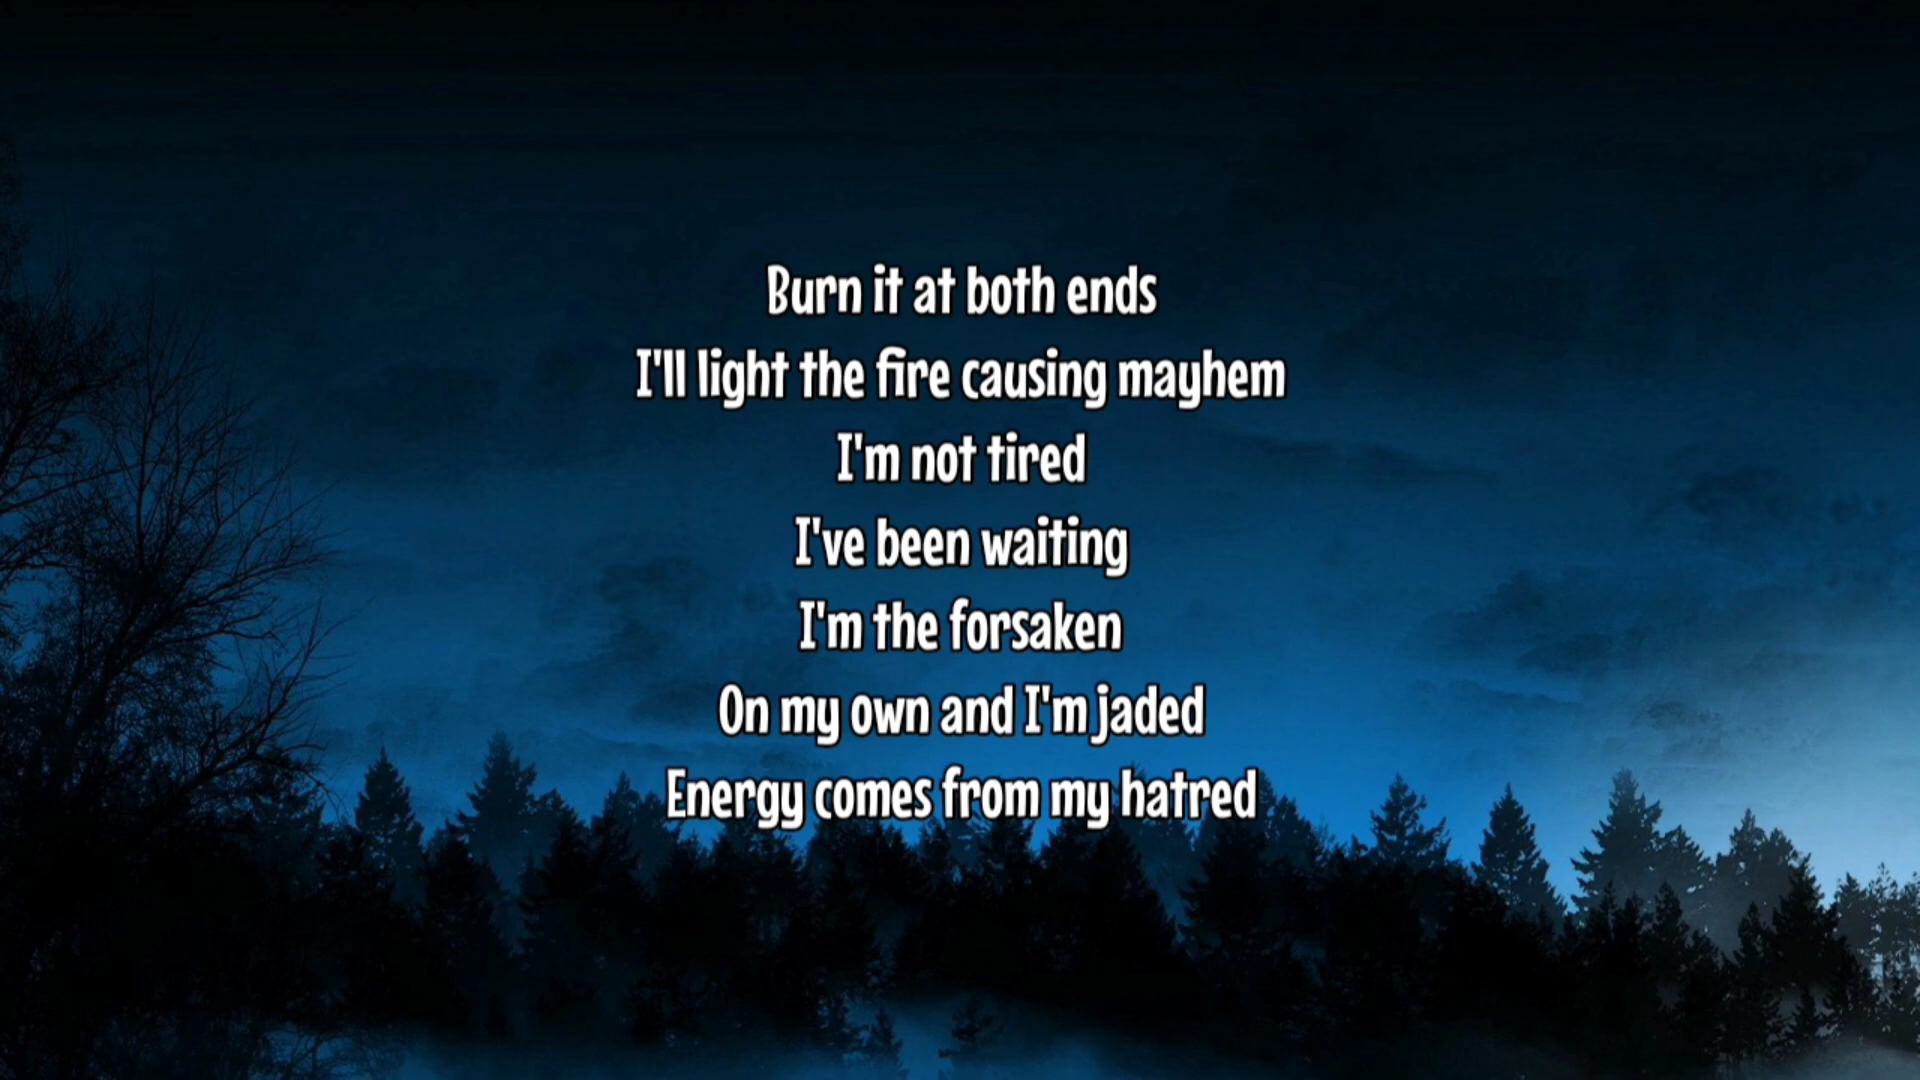 Burn it at both ends
I'll light the fire causing mayhem
I'm not tired
I've been waiting
I'm the forsaken
On my own and I'm jaded
Energy comes from my hatred